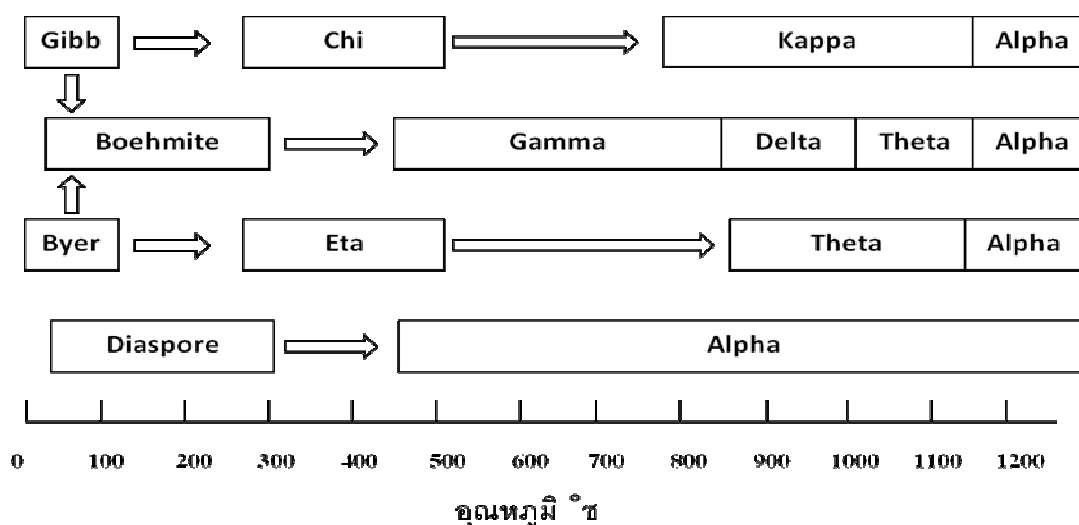 Gibb Chi Kappa Alpha
Boehmite Gamma Delta Theta Alpha
Byer Eta Theta Alpha
Diaspore Alpha
0 100 200 300 400 500 600 700 800 900 1000 1100 1200
อุณหภูมิ °ซ